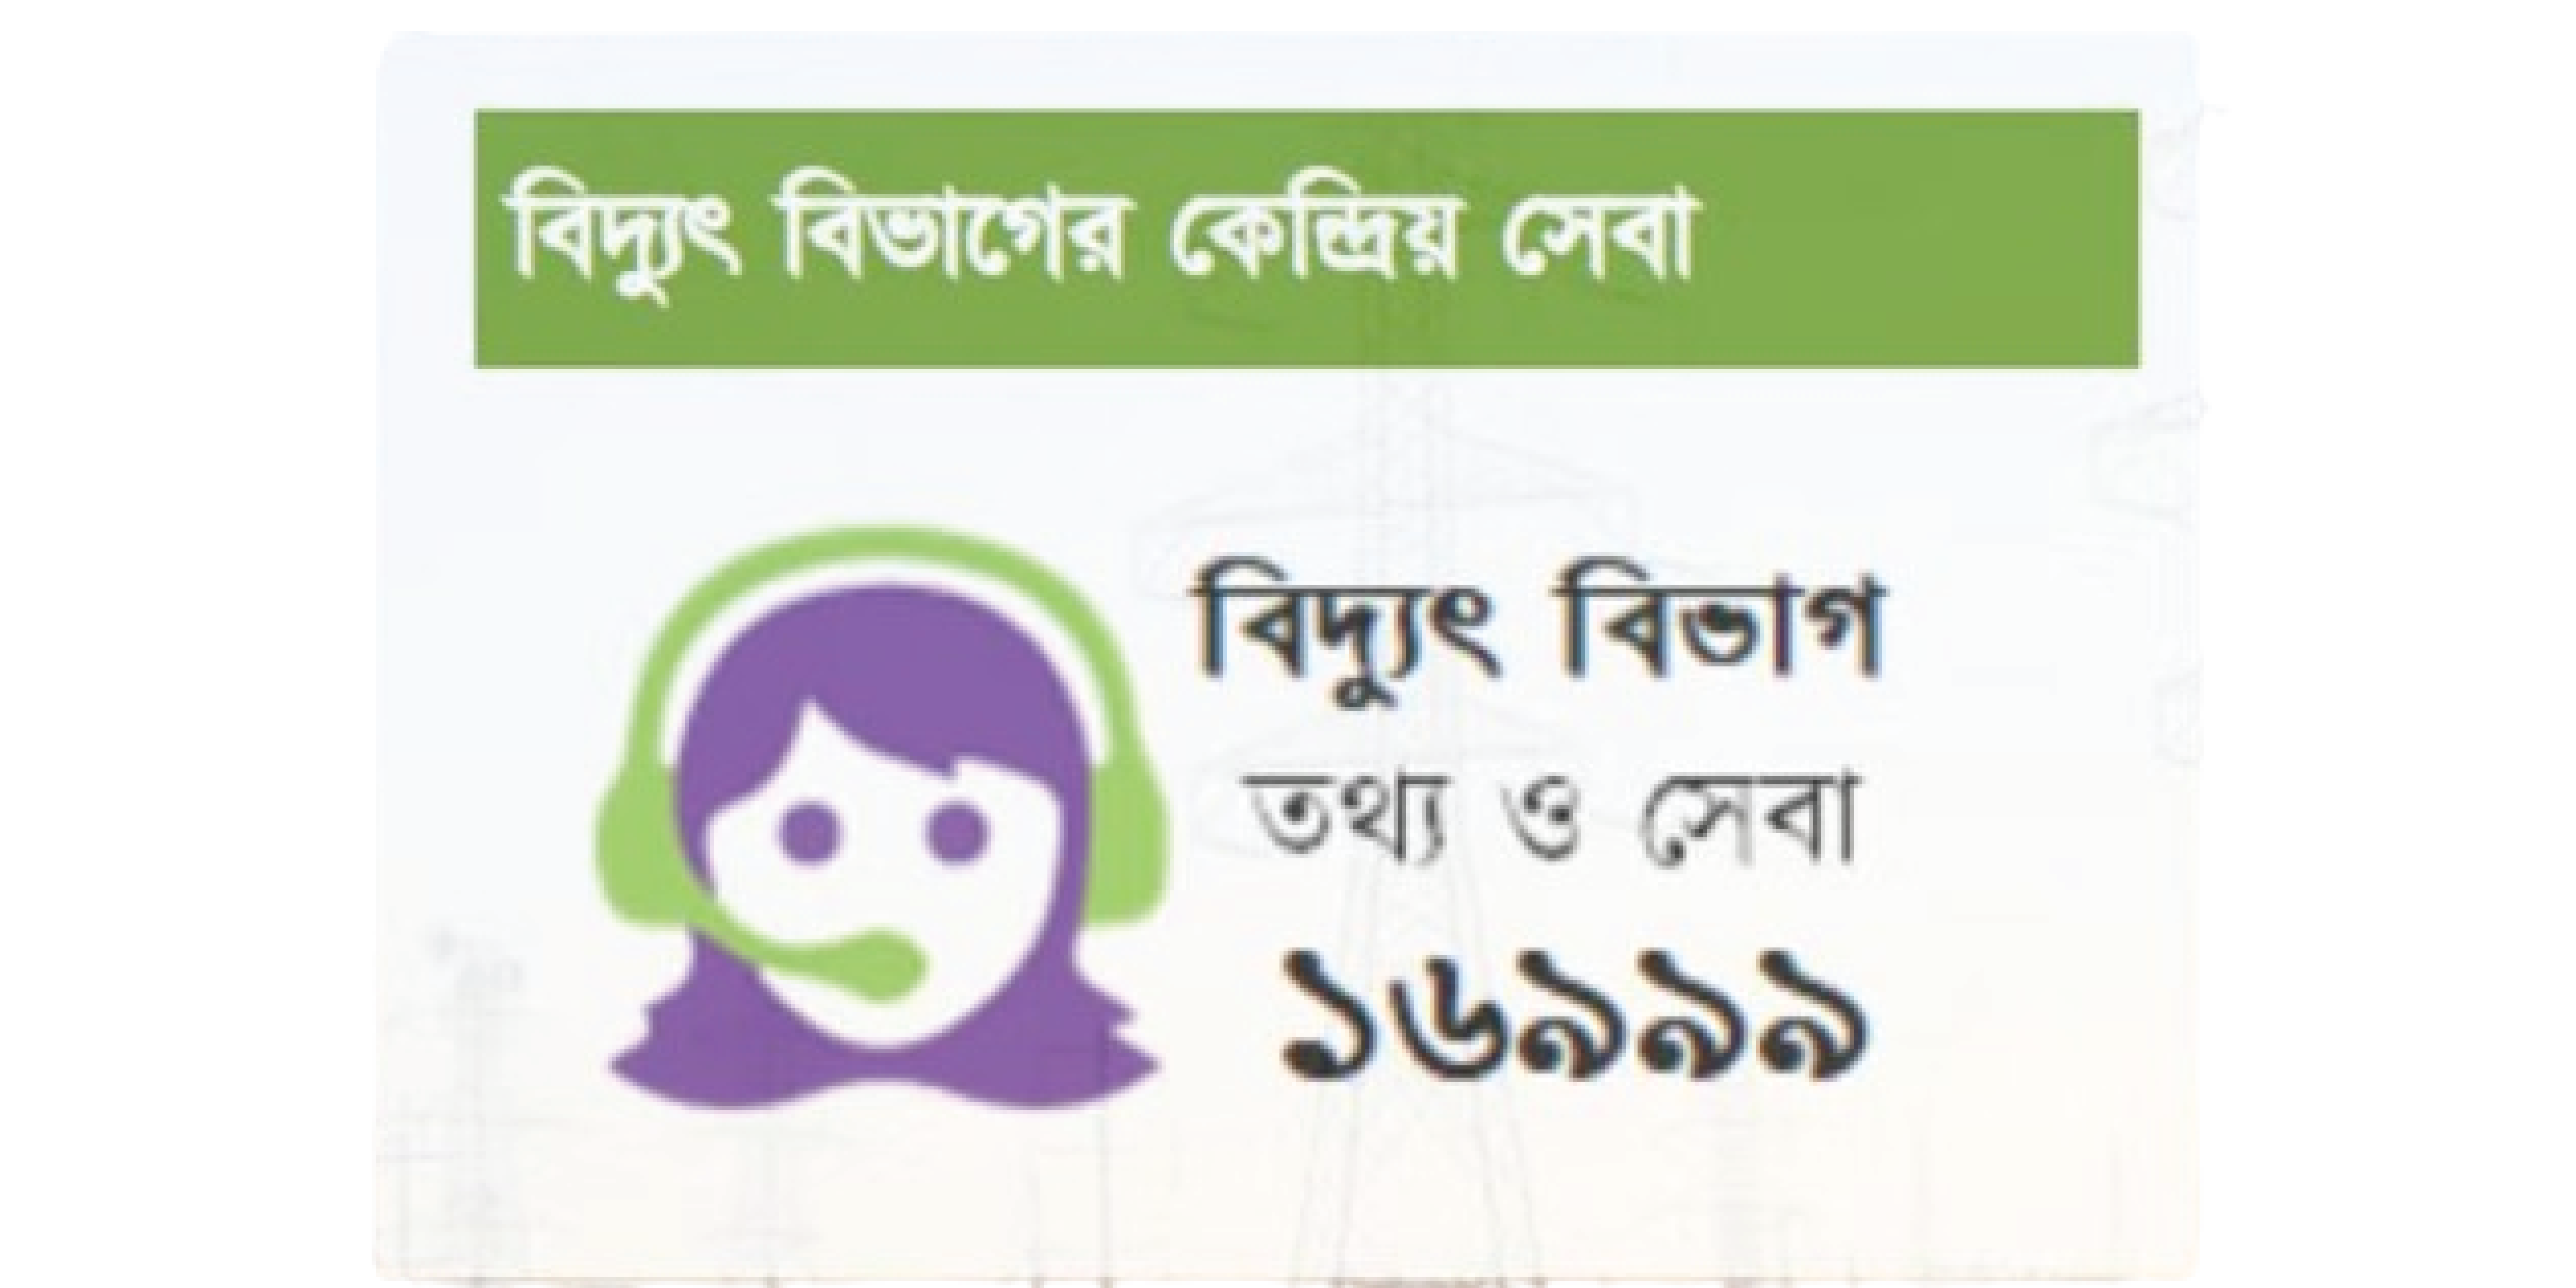 বিদ্যুৎ বিভাগের কেন্দ্রিয় সেবা
বিদ্যুৎ বিভাগ
তথ্য ও সেবা
১৬৯৯৯